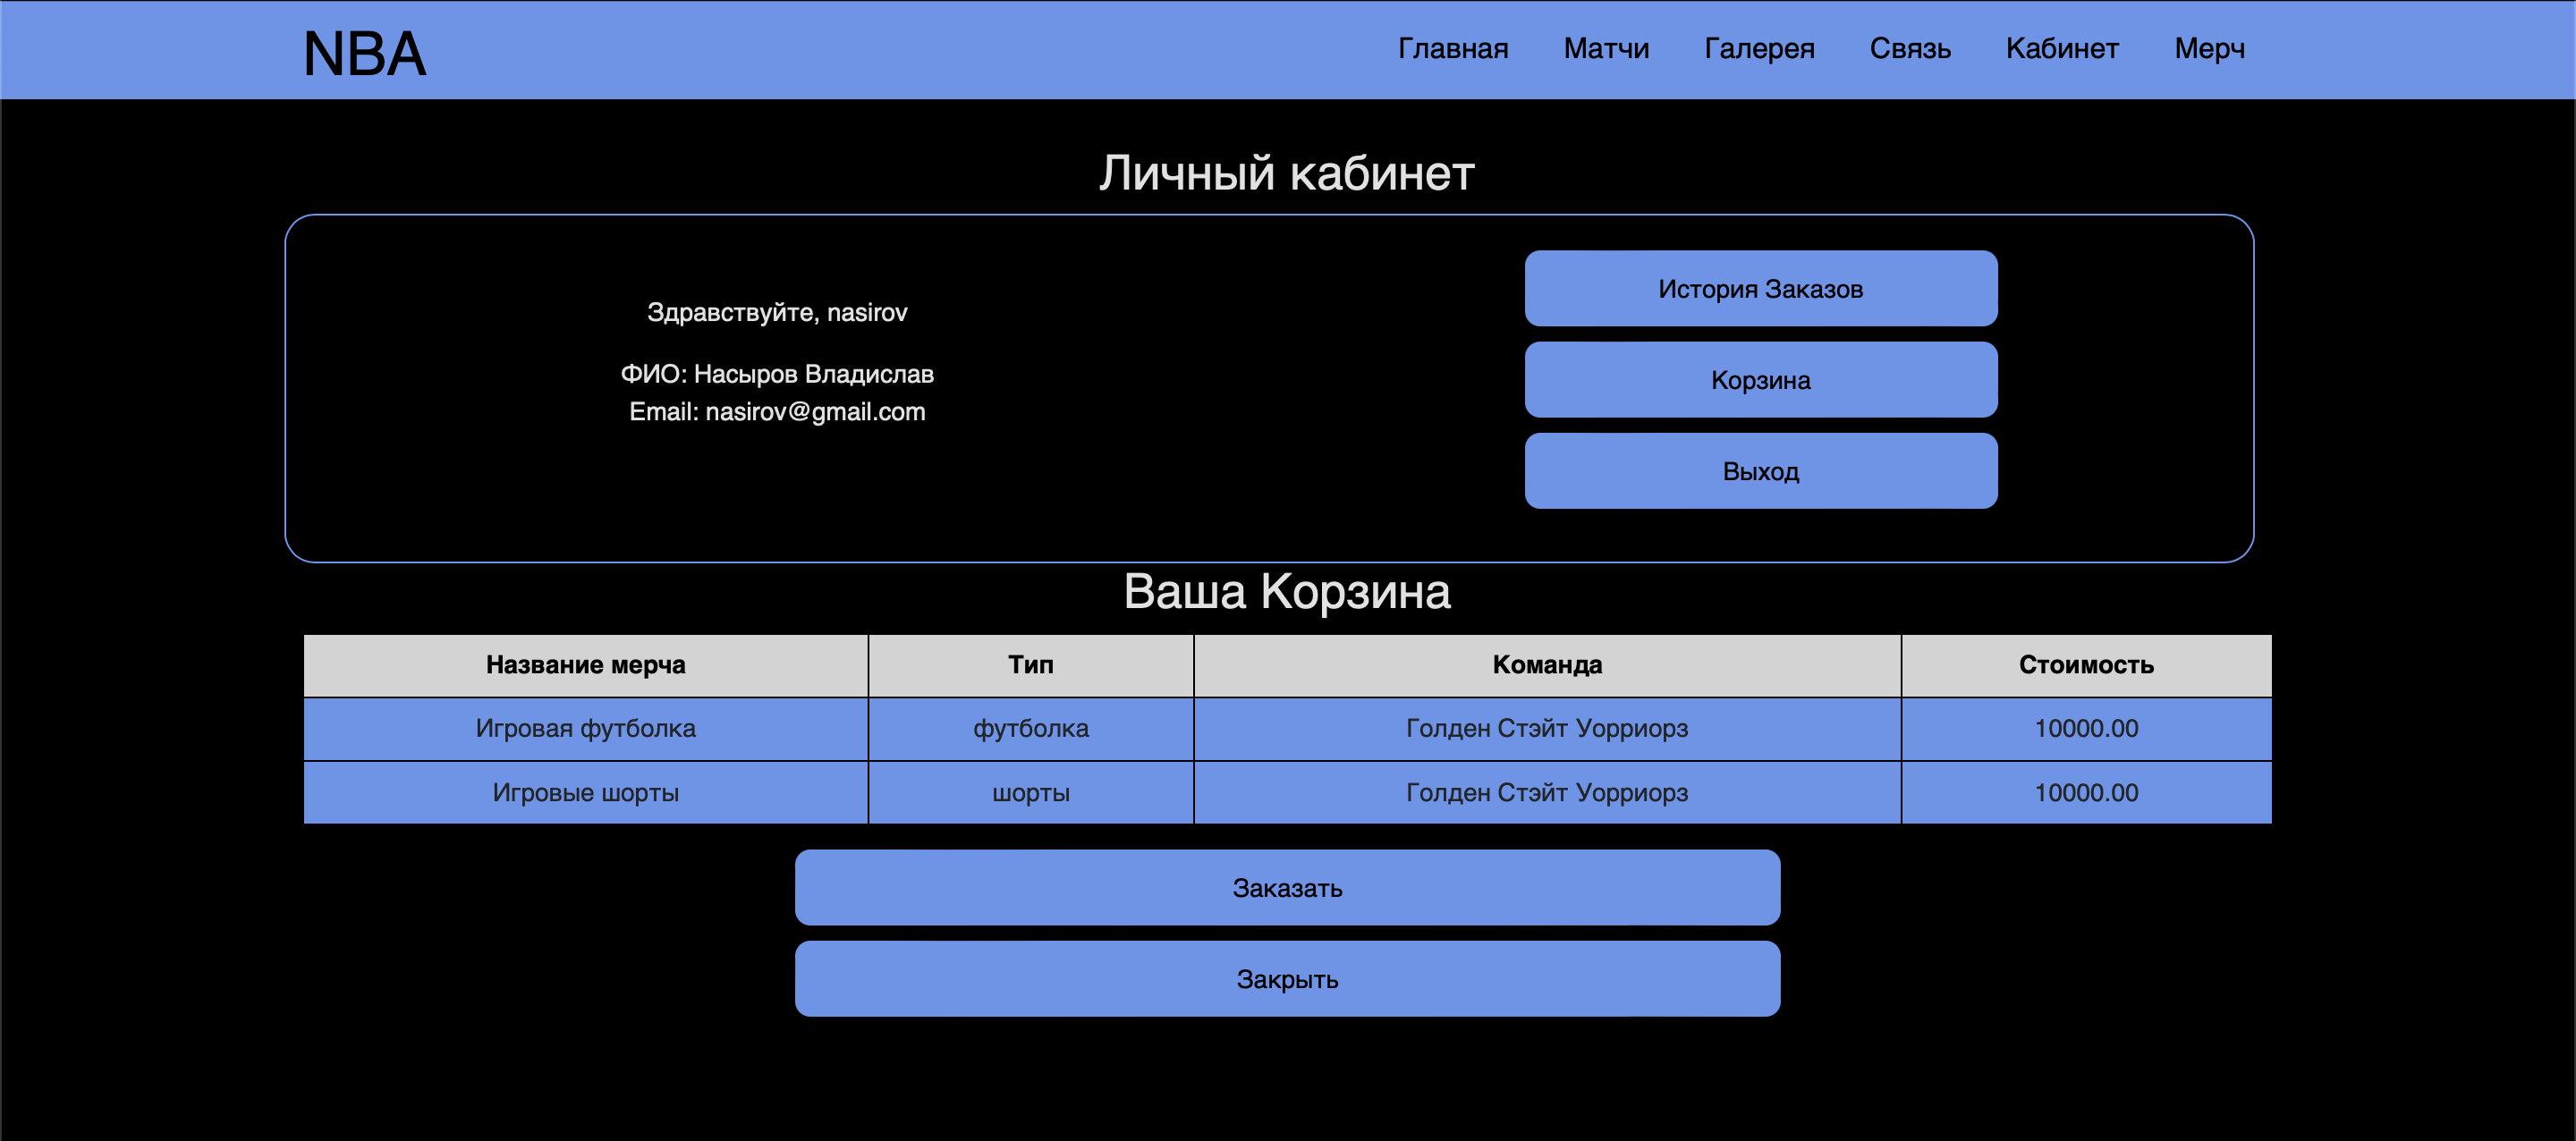 NBA
Главная Матчи Галерея Связь Кабинет Мерч
Личный кабинет
Здравствуйте, nasirov
ФИО: Насыров Владислав
Email: nasirov@gmail.com
История Заказов
Корзина
Выход
Ваша Корзина
Название мерча Тип Команда Стоимость
Игровая футболка футболка Голден Стэйт Уорриорз 10000.00
Игровые шорты шорты Голден Стэйт Уорриорз 10000.00
Заказать
Закрыть